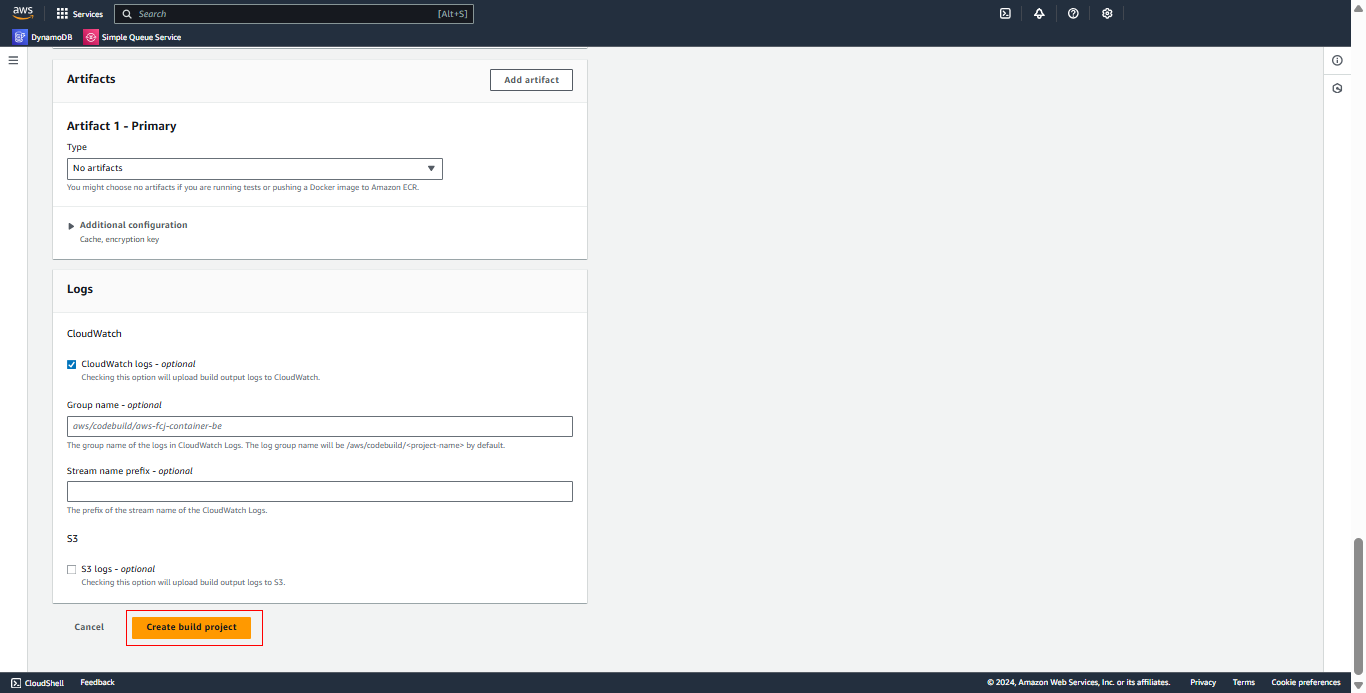 aws
Services
Search
[Alt+S]
DynamoDB
Simple Queue Service
Artifacts
Add artifact
Artifact 1 - Primary
Type
No artifacts
You might choose no artifacts if you are running tests or pushing a Docker image to Amazon ECR.
Additional configuration
Cache, encryption key
Logs
CloudWatch
CloudWatch logs - optional
Checking this option will upload build output logs to CloudWatch.
Group name - optional
aws/codebuild/aws-fcj-container-be
The group name of the logs in CloudWatch Logs. The log group name will be /aws/codebuild/<project-name> by default.
Stream name prefix - optional
The prefix of the stream name of the CloudWatch Logs.
S3
S3 logs - optional
Checking this option will upload build output logs to S3.
Cancel
Create build project
CloudShell
Feedback
© 2024, Amazon Web Services, Inc. or its affiliates.
Privacy
Terms
Cookie preferences